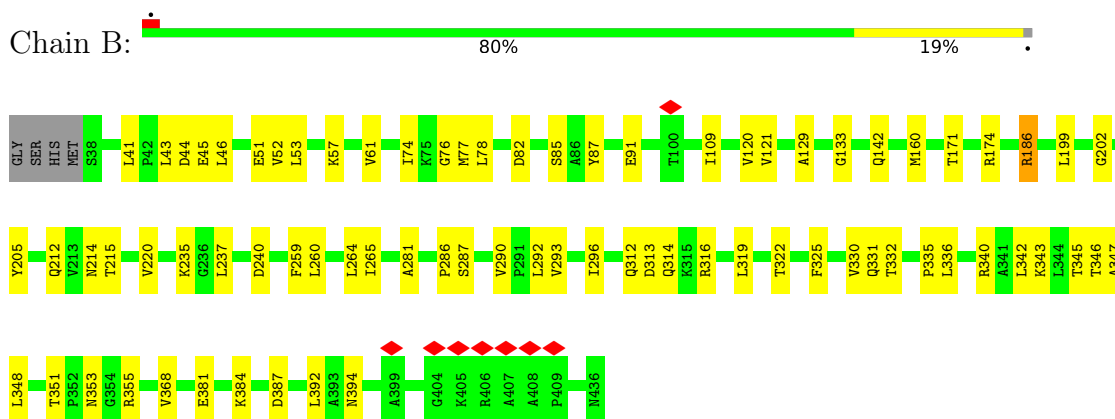 Chain B:
80%
19%
GLY SER HIS MET S38 L41 P42 L43 D44 E45 L46 E51 V52 L53 K57 V61 I74 K75 G76 M77 L78 D82 S85 A86 Y87 E91 T100 I109 V120 V121 A129 G133 Q142 M160 T171 R174 R186 L199 G202
Y205 Q212 V213 N214 T215 V220 K235 G236 L237 D240 F259 L260 L264 I265 A281 P286 S287 V290 P291 L292 V293 I296 Q312 D313 Q314 K315 R316 L319 T322 F325 V330 Q331 T332 P335 L336 R340 A341 L342 K343 L344 T345 T346 A347
L348 T351 P352 N353 G354 R355 V368 E381 K384 D387 L392 A393 N394 A399 G404 K405 R406 A407 A408 P409 N436